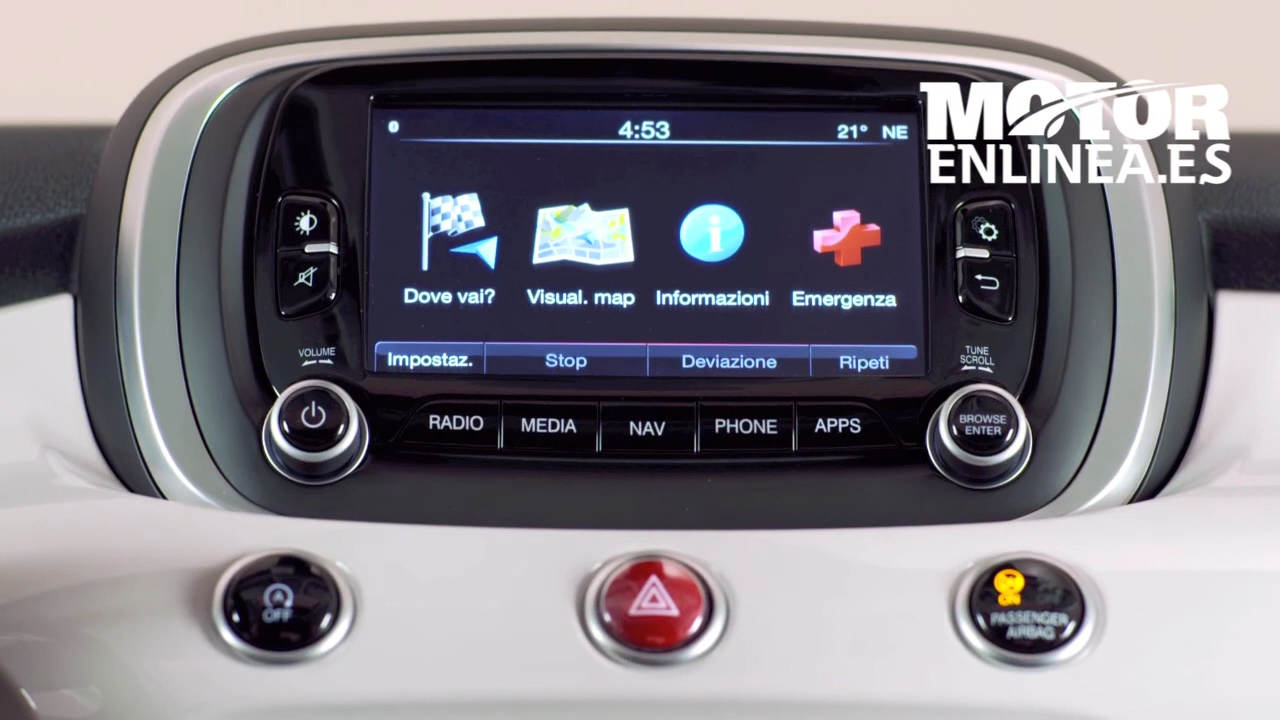 MOTOR
ENLINEA.ES
4:53
21° NE
Dove vai?
Visual. map
Informazioni
Emergenza
Impostaz.
Stop
Deviazione
Ripeti
VOLUME
TUNE
SCROLL
RADIO
MEDIA
NAV
PHONE
APPS
BROWSE
ENTER
A
OFF
ON
PASSENGER
AIRBAG